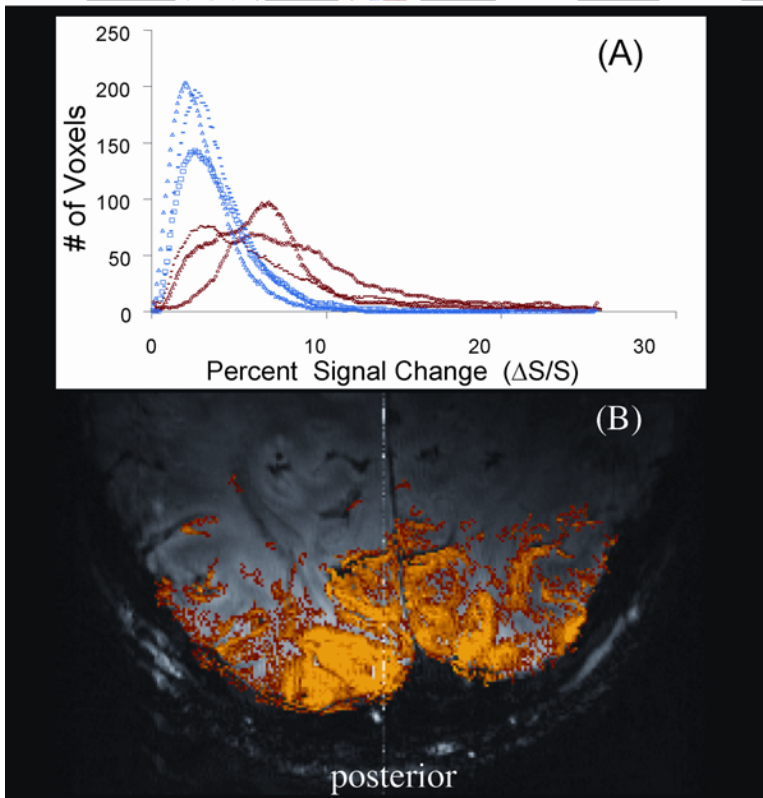 (A)
250
200
150
100
50
0
# of Voxels
0 10 20 30
Percent Signal Change (ΔS/S)
(B)
posterior